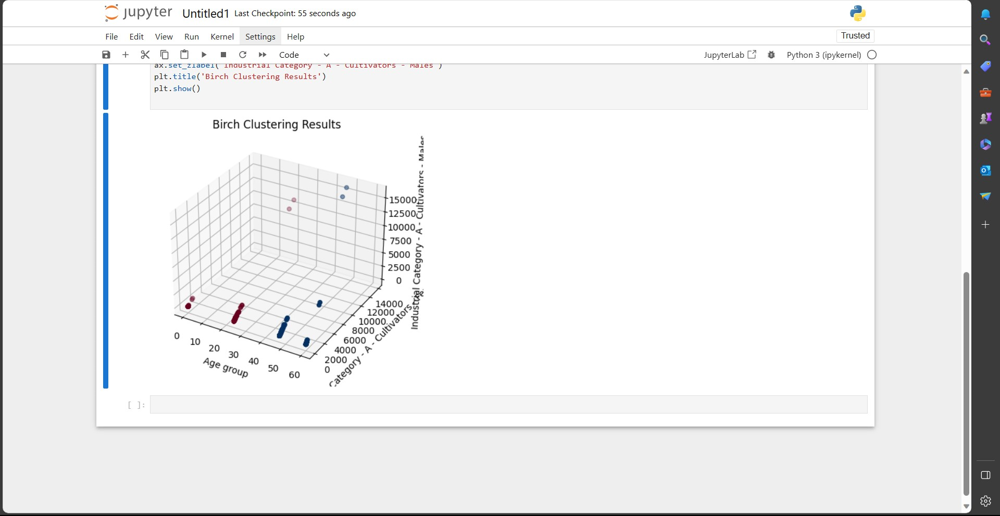 jupyter Untitled1 Last Checkpoint: 55 seconds ago
File Edit View Run Kernel Settings Help Trusted
Code JupyterLab Python 3 (ipykernel)
ax.set_zlabel('Industrial Category - A - Cultivators - Males')
plt.title('Birch Clustering Results')
plt.show()
Birch Clustering Results
15000
12500
10000
7500
5000
2500
0
Industrial Category - A - Cultivators - Males
14000
12000
10000
8000
6000
4000
2000
0
Category - A - Cultivators
0
10
20
30
40
50
60
Age group
[ ]: